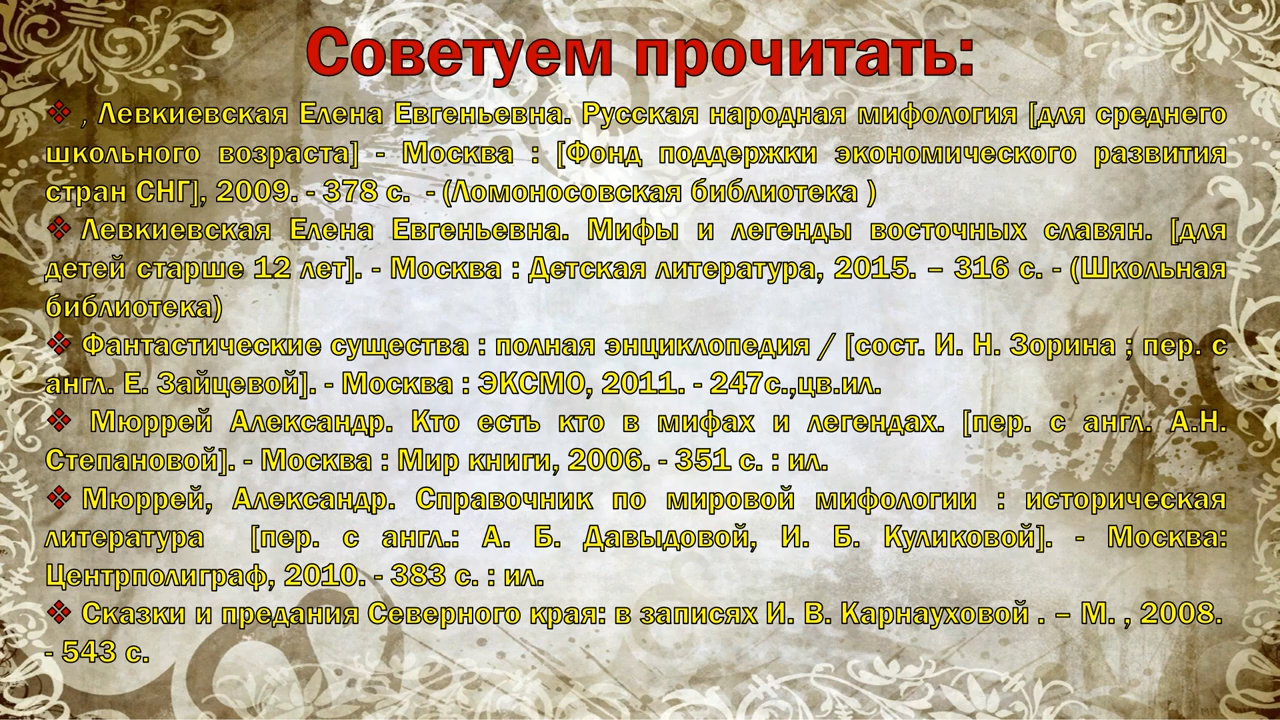 Советуем прочитать:
❖ , Левкиевская Елена Евгеньевна. Русская народная мифология [для среднего
школьного возраста] - Москва : [Фонд поддержки экономического развития
стран СНГ], 2009. - 378 с. - (Ломоносовская библиотека )
❖ Левкиевская Елена Евгеньевна. Мифы и легенды восточных славян. [для
детей старше 12 лет]. - Москва : Детская литература, 2015. – 316 с. - (Школьная
библиотека)
❖ Фантастические существа : полная энциклопедия / [сост. И. Н. Зорина ; пер. с
англ. Е. Зайцевой]. - Москва : ЭКСМО, 2011. - 247с.,цв.ил.
❖ Мюррей Александр. Кто есть кто в мифах и легендах. [пер. с англ. А.Н.
Степановой]. - Москва : Мир книги, 2006. - 351 с. : ил.
❖ Мюррей, Александр. Справочник по мировой мифологии : историческая
литература [пер. с англ.: А. Б. Давыдовой, И. Б. Куликовой]. - Москва:
Центрполиграф, 2010. - 383 с. : ил.
❖ Сказки и предания Северного края: в записях И. В. Карнауховой . – М. , 2008.
- 543 с.